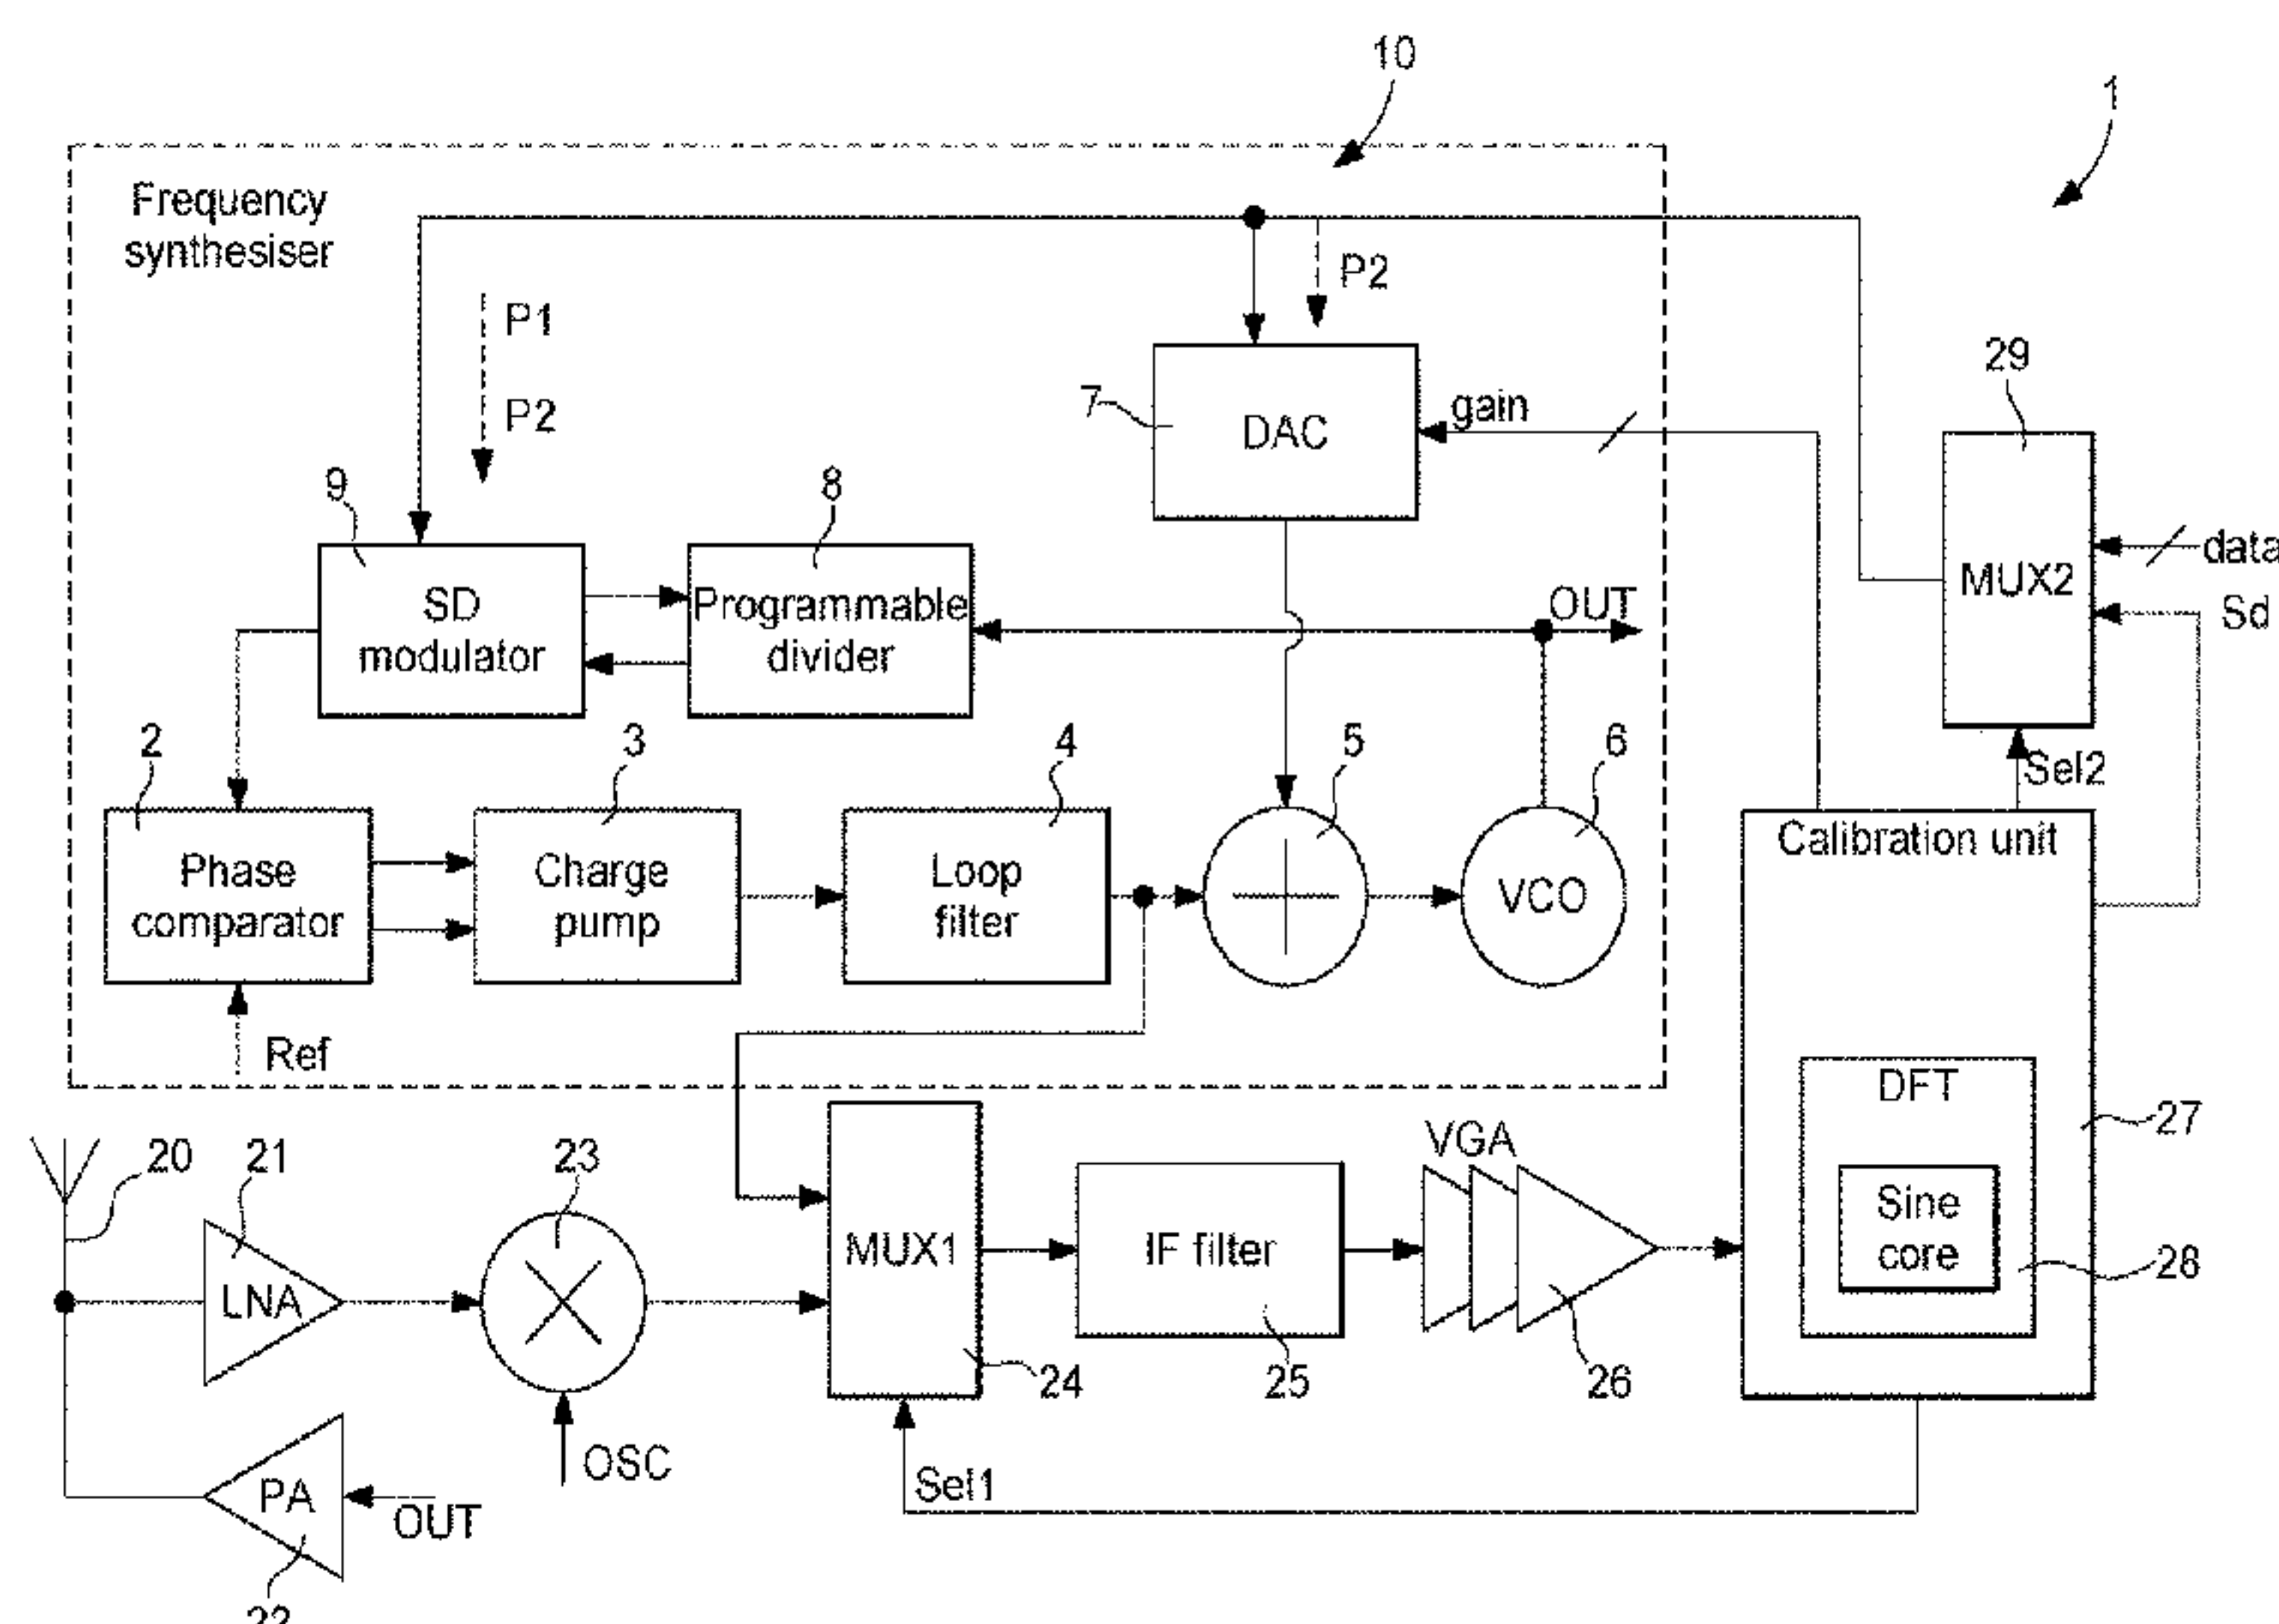 10
1
Frequency
synthesiser
P1
P2
P2
7
DAC
gain
29
MUX2
data
Sd
Sel2
9
SD
modulator
8
Programmable
divider
OUT
2
Phase
comparator
3
Charge
pump
4
Loop
filter
5
6
VCO
Ref
Calibration unit
DFT
Sine
core
27
28
20
21
LNA
23
OSC
MUX1
24
Sel1
IF filter
25
VGA
26
PA
OUT
22